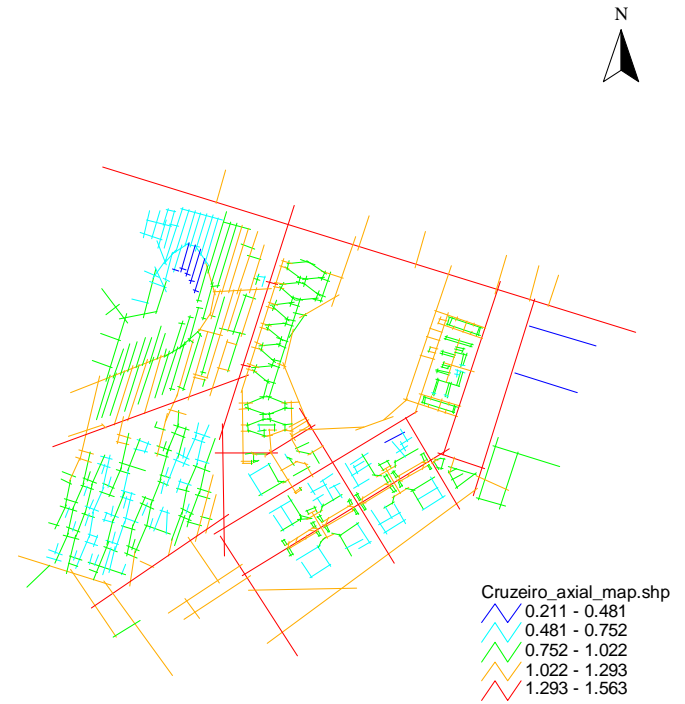 N
Cruzeiro_axial_map.shp
0.211 - 0.481
0.481 - 0.752
0.752 - 1.022
1.022 - 1.293
1.293 - 1.563